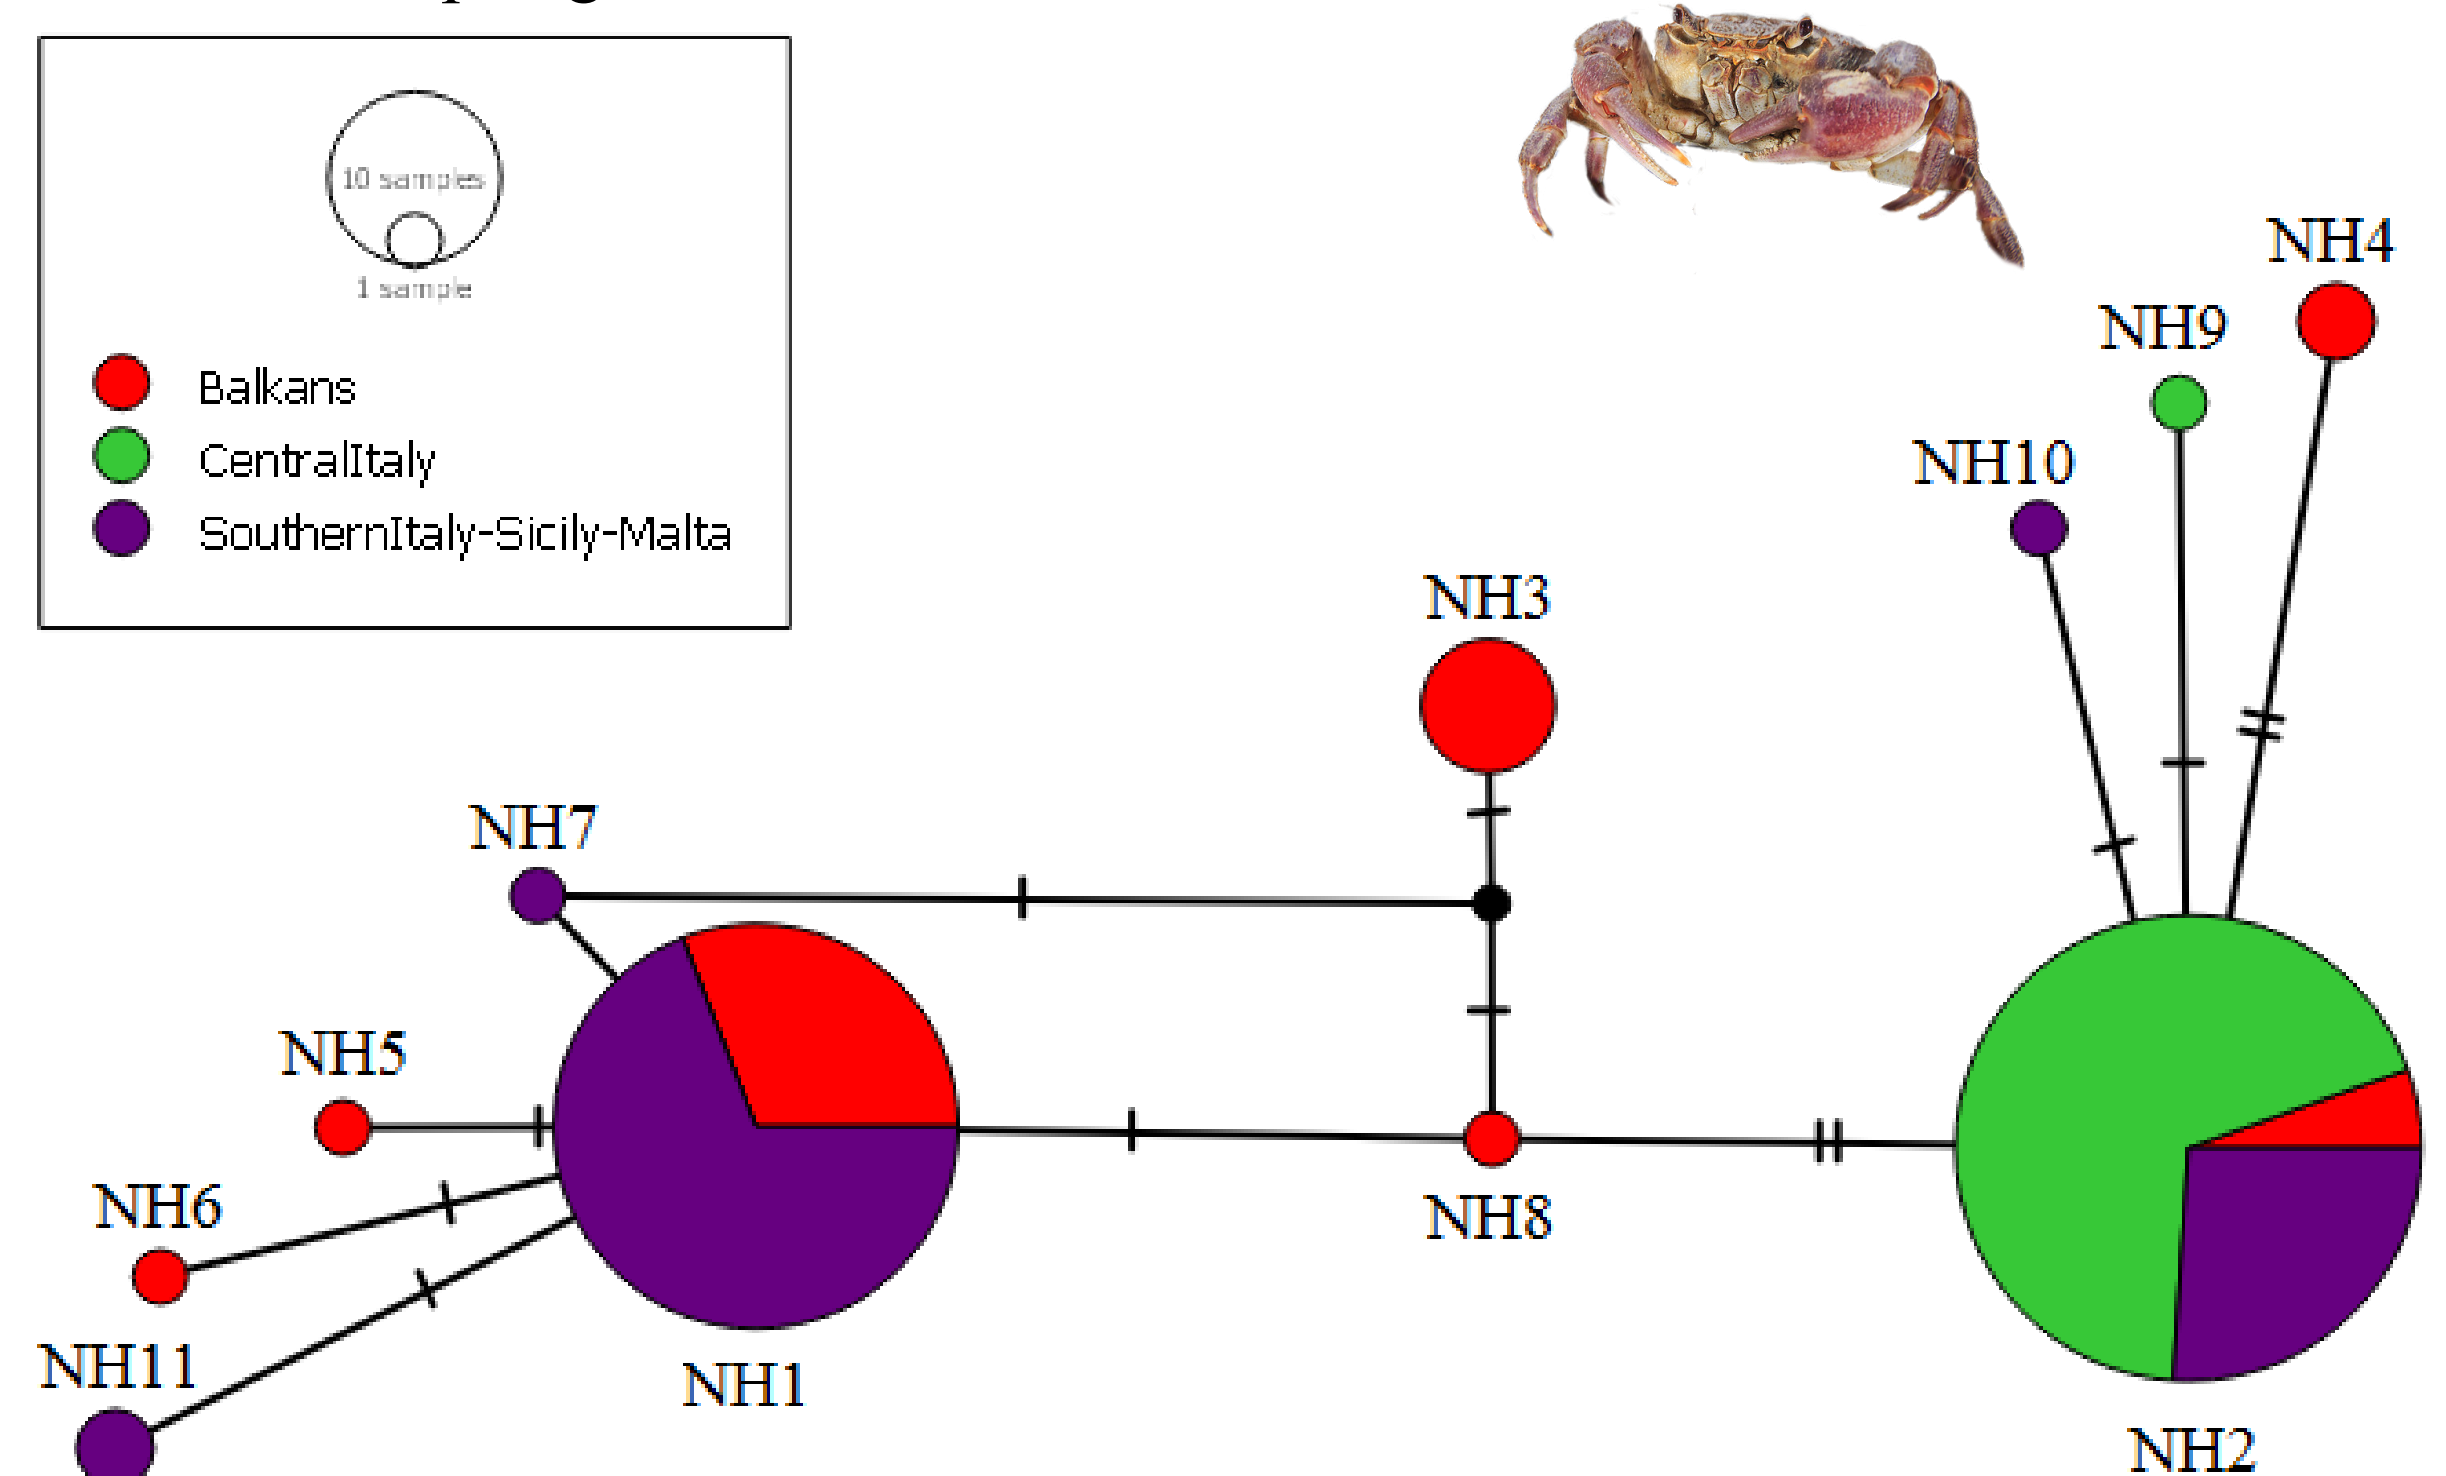 10 samples
1 sample
Balkans
CentralItaly
SouthernItaly-Sicily-Malta
NH4
NH9
NH10
NH3
NH7
NH5
NH6
NH8
NH11
NH1
NH2